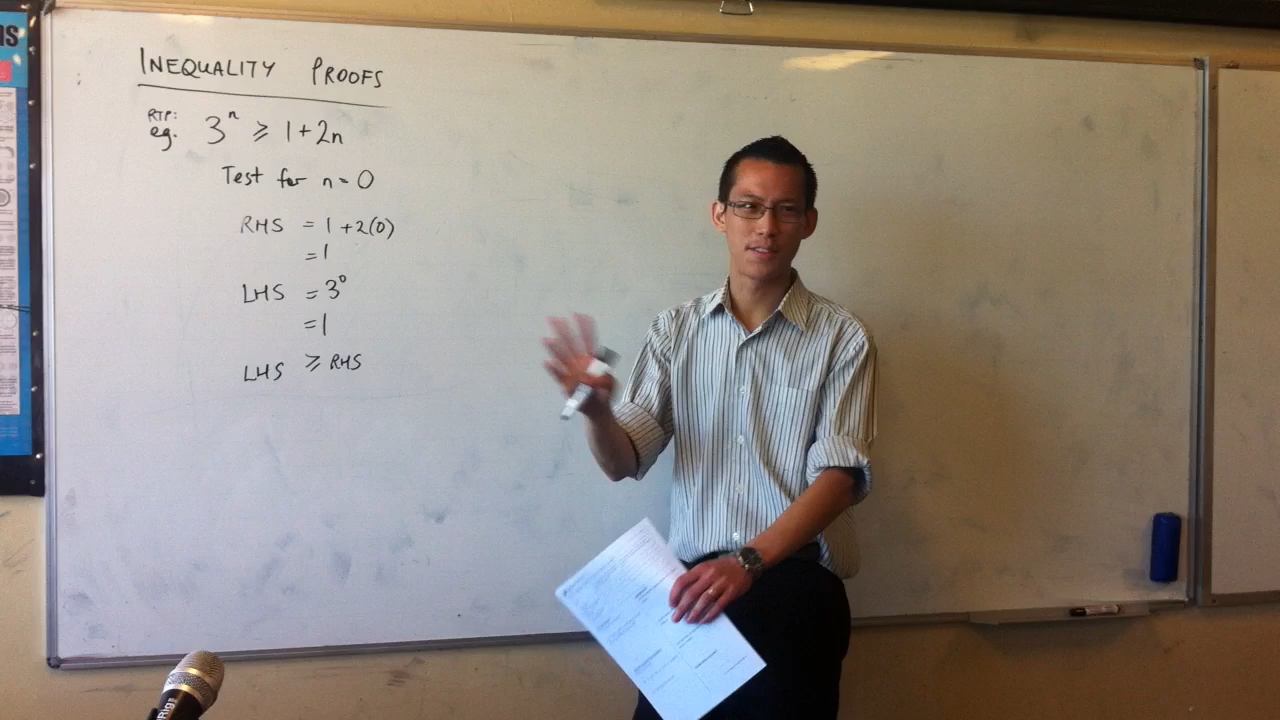 INEQUALITY PROOFS
RTP:
eg. 3ⁿ ≥ 1+2n
Test for n = 0
RHS = 1+2(0)
= 1
LHS = 3⁰
= 1
LHS ≥ RHS